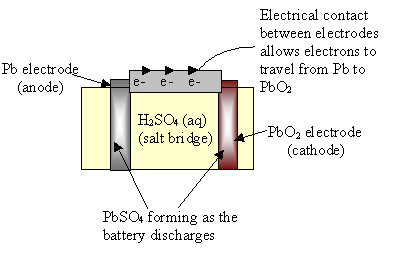 Electrical contact
between electrodes
allows electrons to
travel from Pb to
PbO₂
Pb electrode
(anode)
e- e- e-
H₂SO₄ (aq)
(salt bridge)
PbO₂ electrode
(cathode)
PbSO₄ forming as the
battery discharges